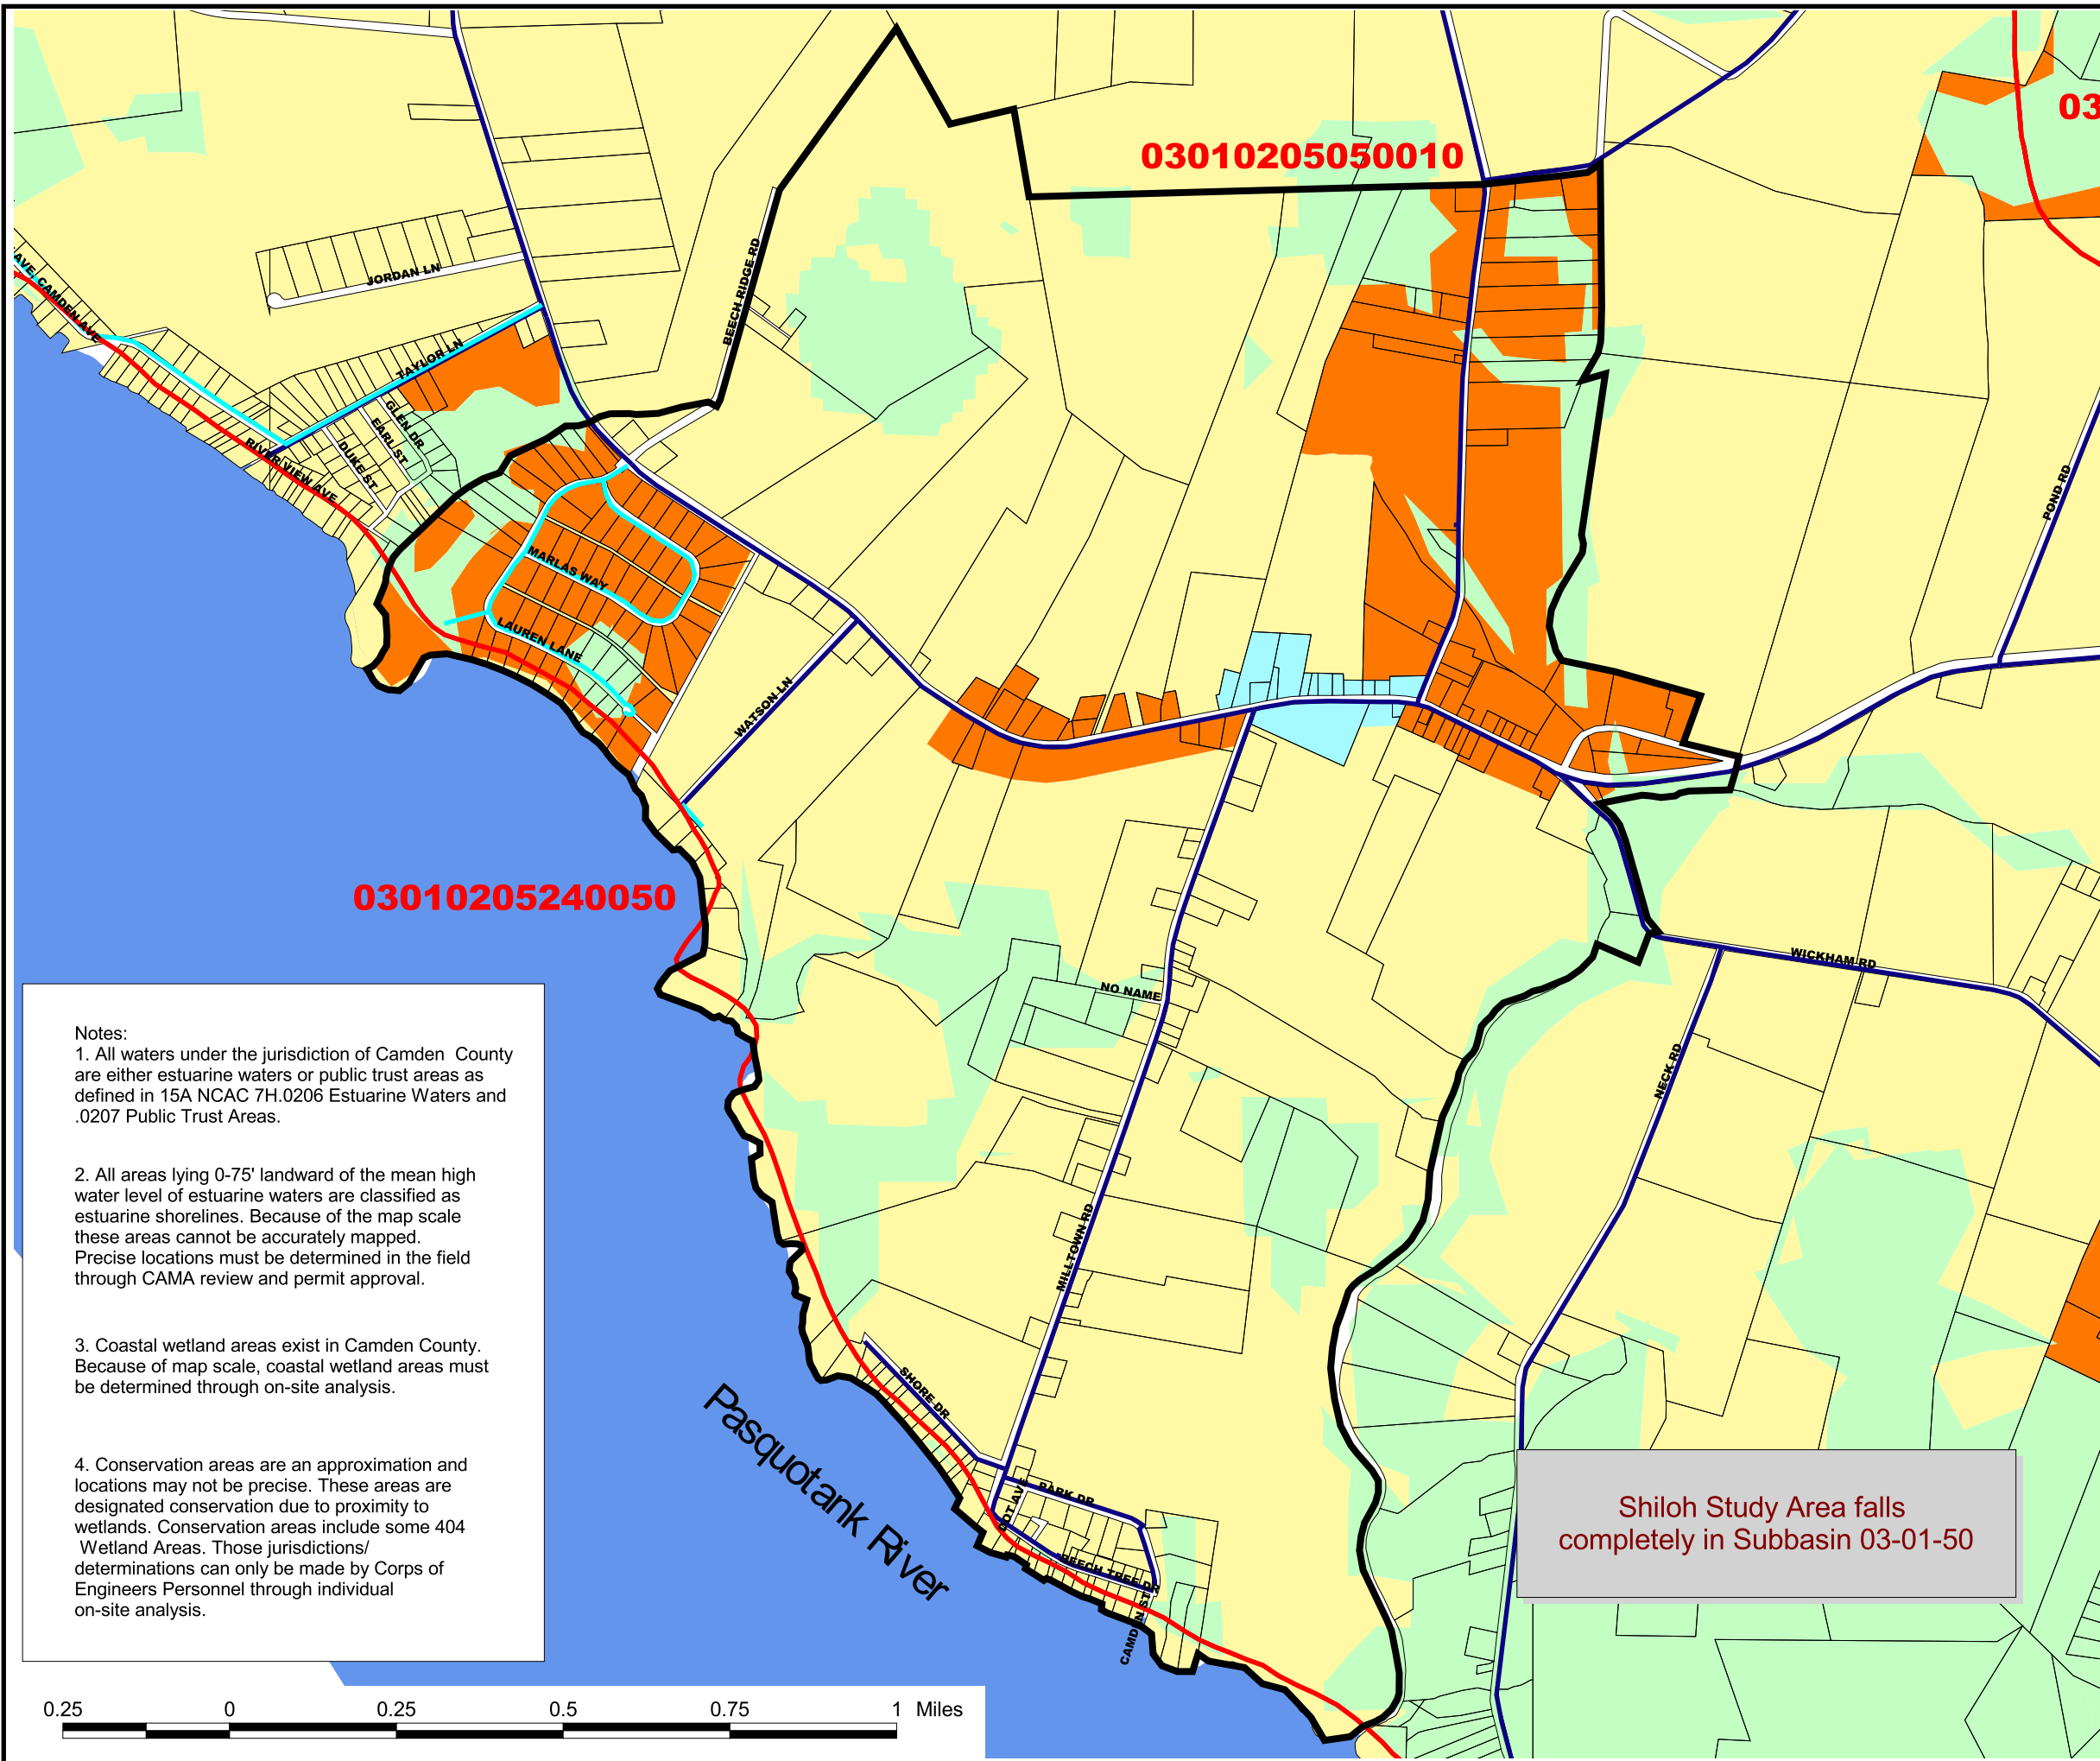 03010205050010
03
BEECH RIDGE RD
JORDAN LN
AVE
CAMDEN AVE
TAYLOR LN
GLEN DR
EARL ST
DUKE ST
RIVER VIEW AVE
POND RD
MARLAS WAY
LAUREN LANE
WATSON LN
03010205240050
WICKHAM RD
NO NAME
NECK RD
MILLTOWN RD
SHORE DR
PARK DR
DOT AVE
BEECH TREE DR
CAMDEN ST
Pasquotank River
Notes:
1. All waters under the jurisdiction of Camden County
are either estuarine waters or public trust areas as
defined in 15A NCAC 7H.0206 Estuarine Waters and
.0207 Public Trust Areas.
2. All areas lying 0-75' landward of the mean high
water level of estuarine waters are classified as
estuarine shorelines. Because of the map scale
these areas cannot be accurately mapped.
Precise locations must be determined in the field
through CAMA review and permit approval.
3. Coastal wetland areas exist in Camden County.
Because of map scale, coastal wetland areas must
be determined through on-site analysis.
4. Conservation areas are an approximation and
locations may not be precise. These areas are
designated conservation due to proximity to
wetlands. Conservation areas include some 404
Wetland Areas. Those jurisdictions/
determinations can only be made by Corps of
Engineers Personnel through individual
on-site analysis.
Shiloh Study Area falls
completely in Subbasin 03-01-50
0.25 0 0.25 0.5 0.75 1 Miles